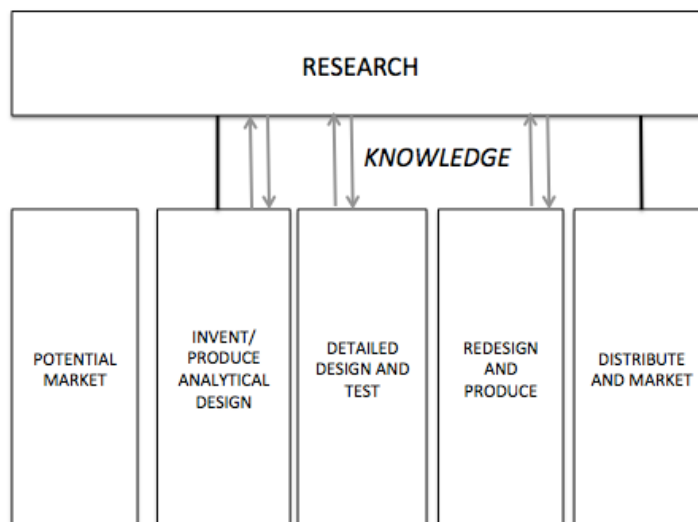 RESEARCH
KNOWLEDGE
POTENTIAL
MARKET
INVENT/
PRODUCE
ANALYTICAL
DESIGN
DETAILED
DESIGN AND
TEST
REDESIGN
AND
PRODUCE
DISTRIBUTE
AND MARKET